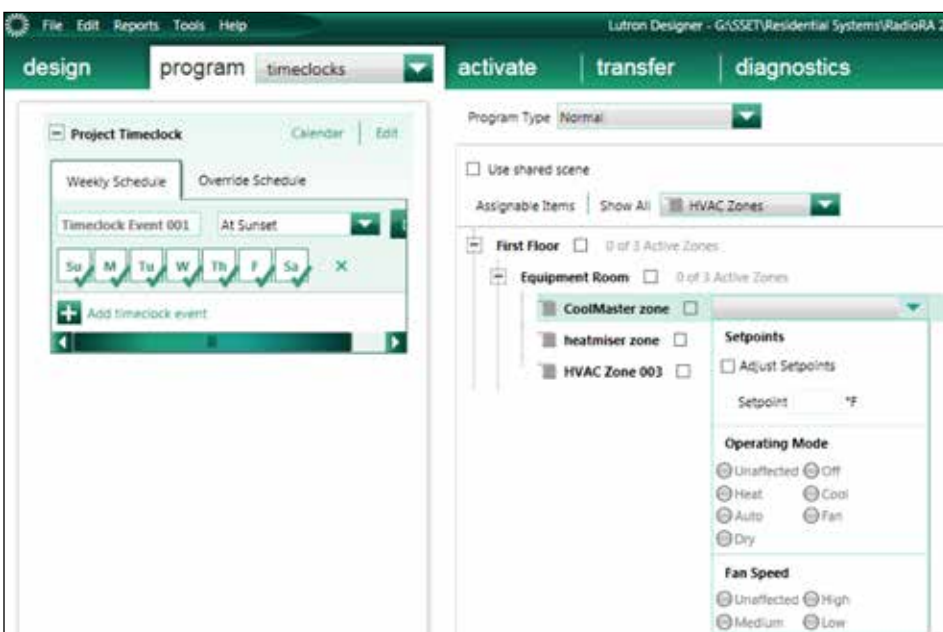 File Edit Reports Tools Help
Lutron Designer - G:\SSET\Residential Systems\RadioRA 2
design program timeclocks activate transfer diagnostics
Project Timeclock Calendar Edit
Weekly Schedule Override Schedule
Timeclock Event 001 At Sunset
Su M Tu W Th F Sa
Add timeclock event
Program Type Normal
Use shared scene
Assignable Items Show All HVAC Zones
First Floor 0 of 3 Active Zones
Equipment Room 0 of 3 Active Zones
CoolMaster zone
heatmiser zone
HVAC Zone 003
Setpoints
Adjust Setpoints
Setpoint °F
Operating Mode
Unaffected Off
Heat Cool
Auto Fan
Dry
Fan Speed
Unaffected High
Medium Low